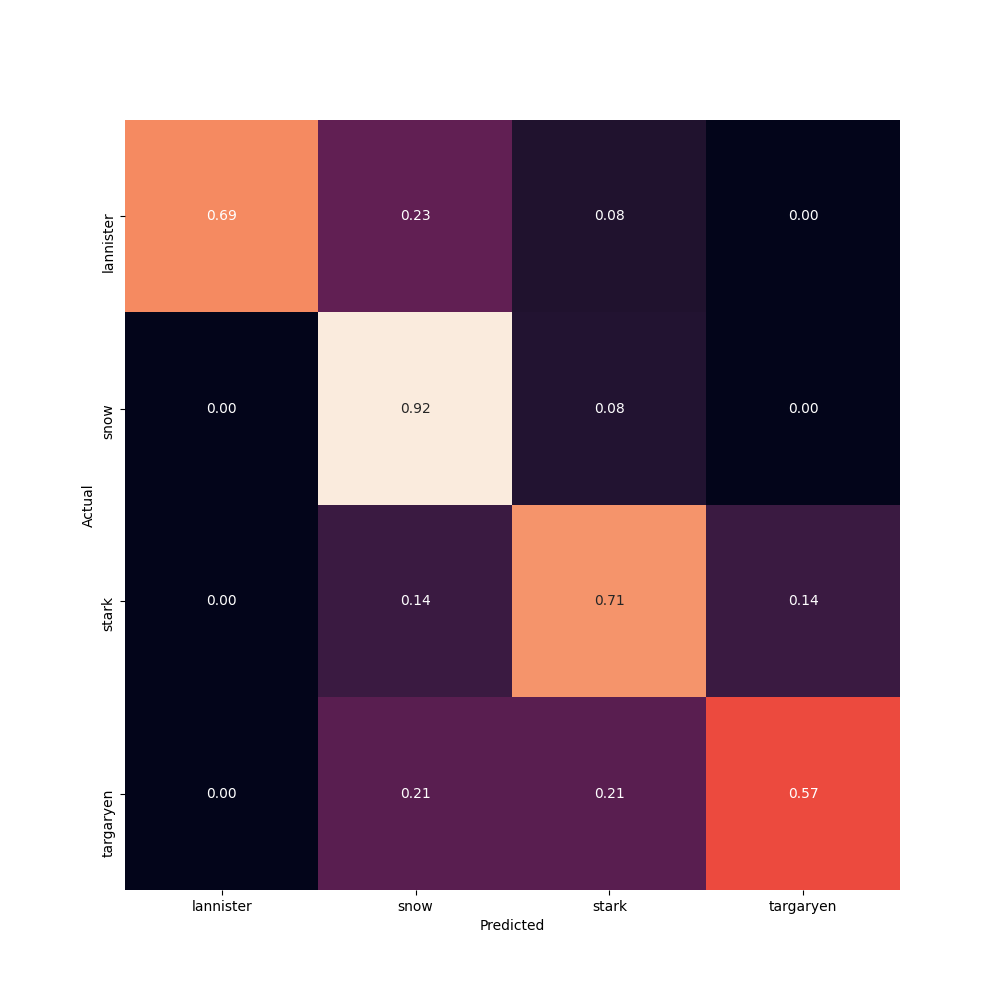 lannister 0.69 0.23 0.08 0.00
snow 0.00 0.92 0.08 0.00
Actual
stark 0.00 0.14 0.71 0.14
targaryen 0.00 0.21 0.21 0.57
lannister snow stark targaryen
Predicted